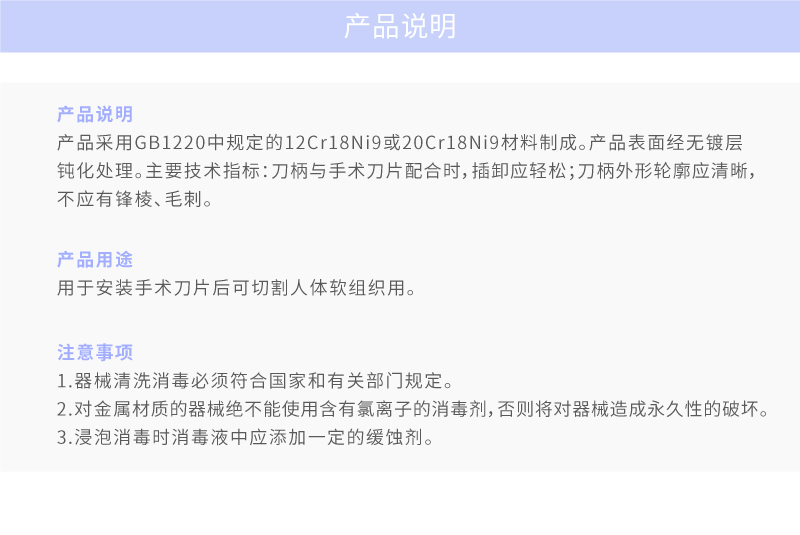 产品说明
产品说明
产品采用GB1220中规定的12Cr18Ni9或20Cr18Ni9材料制成。产品表面经无镀层
钝化处理。主要技术指标：刀柄与手术刀片配合时，插卸应轻松；刀柄外形轮廓应清晰，
不应有锋棱、毛刺。
产品用途
用于安装手术刀片后可切割人体软组织用。
注意事项
1.器械清洗消毒必须符合国家和有关部门规定。
2.对金属材质的器械绝不能使用含有氯离子的消毒剂，否则将对器械造成永久性的破坏。
3.浸泡消毒时消毒液中应添加一定的缓蚀剂。